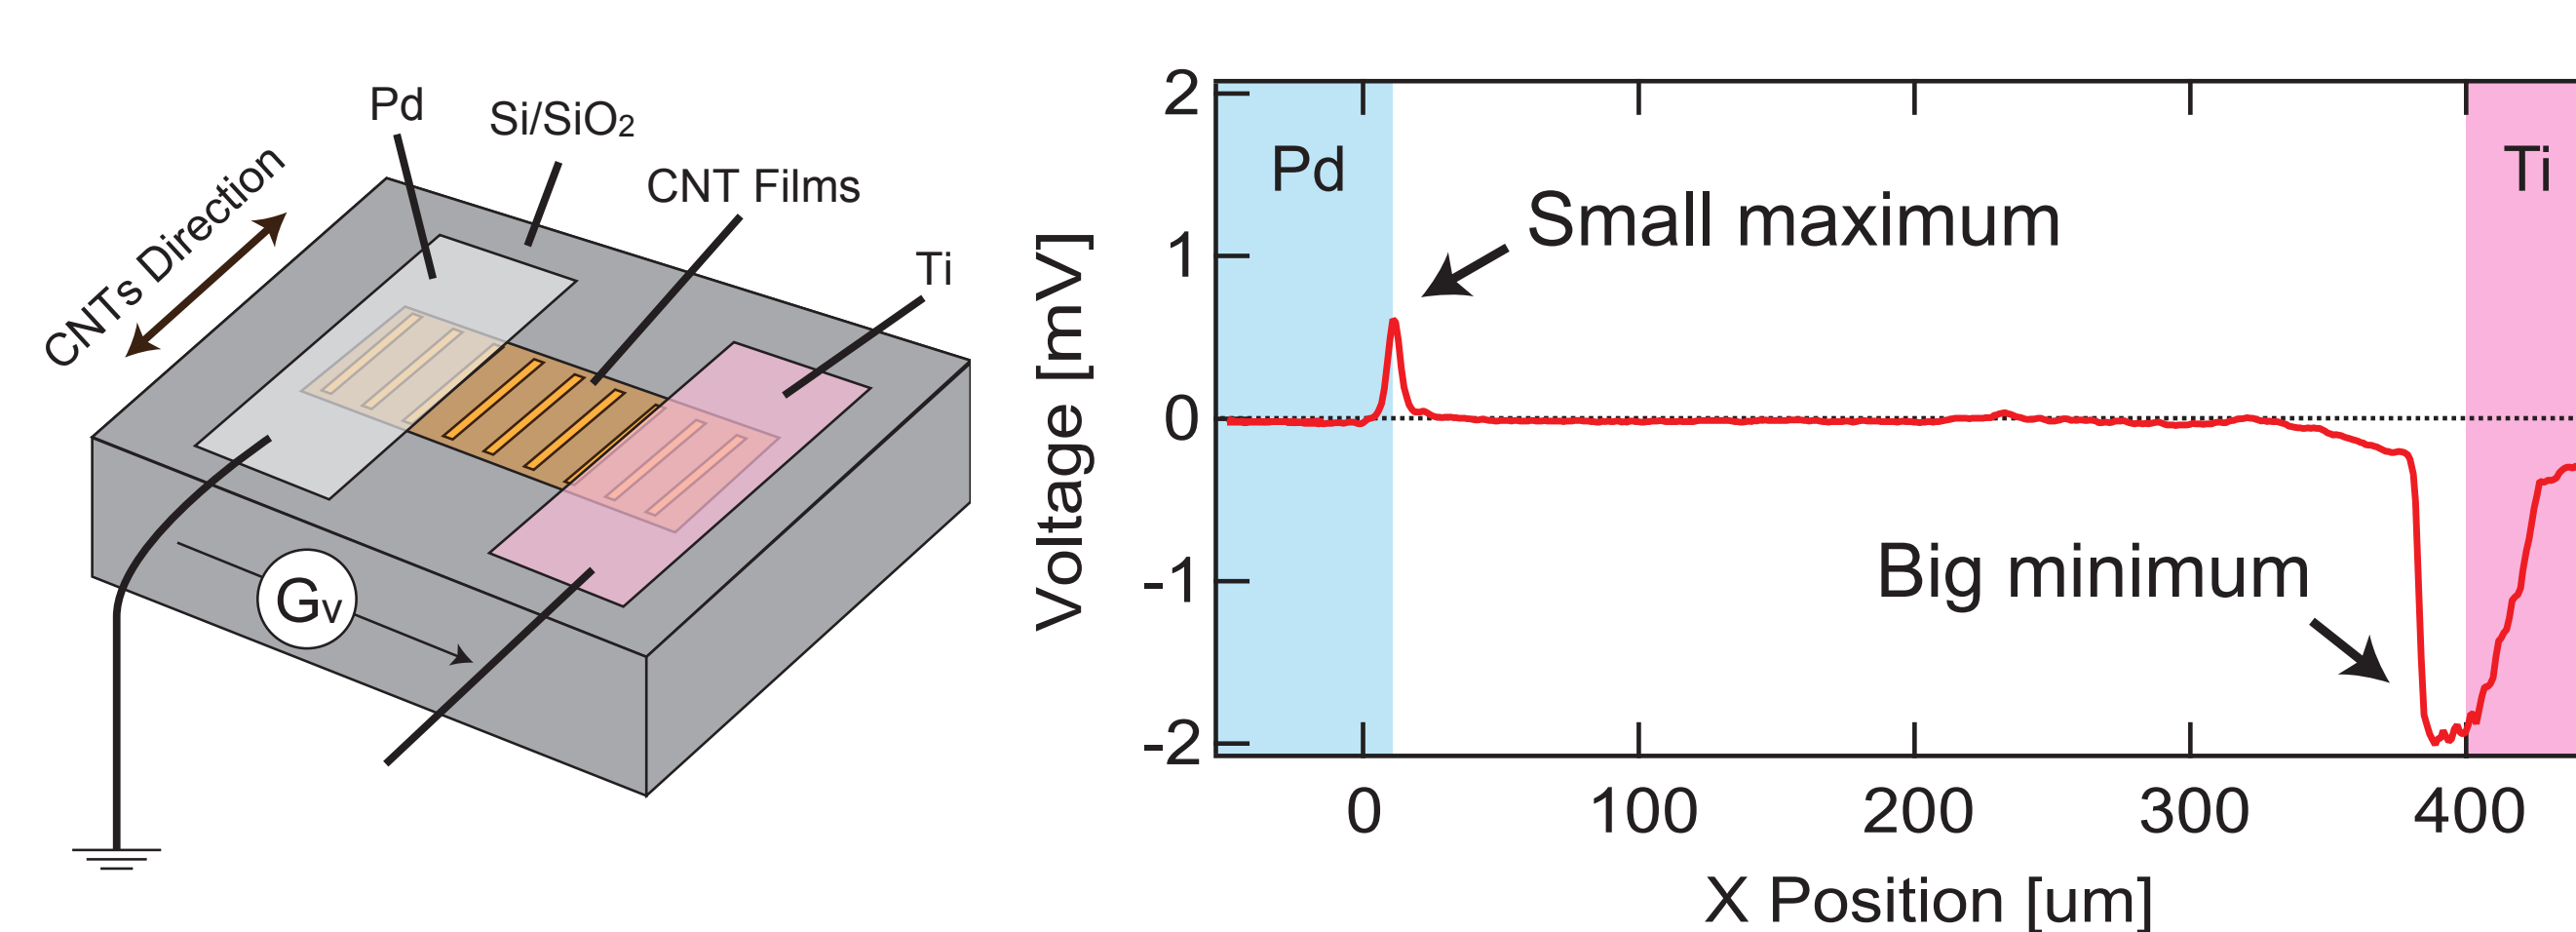 Pd
Si/SiO₂
CNT Films
Ti
CNTs Direction
Gv
Voltage [mV]
2
1
0
-1
-2
Pd
Small maximum
Ti
Big minimum
0
100
200
300
400
X Position [um]